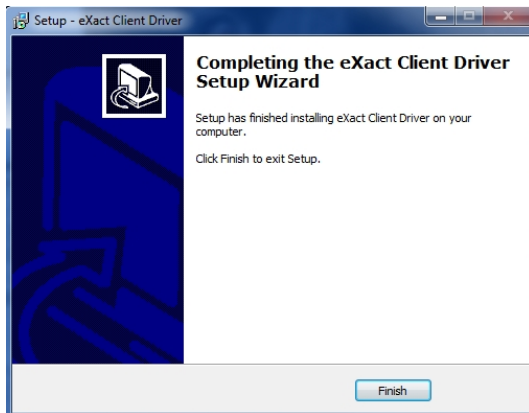 Setup - eXact Client Driver
Completing the eXact Client Driver
Setup Wizard
Setup has finished installing eXact Client Driver on your
computer.
Click Finish to exit Setup.
Finish